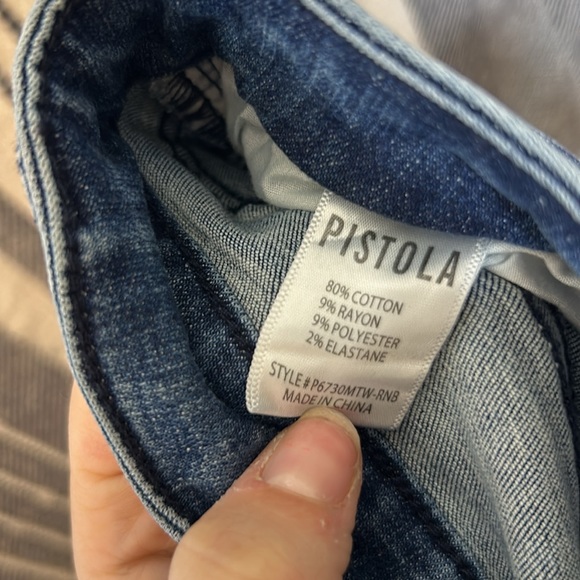 PISTOLA
80% COTTON
9% RAYON
9% POLYESTER
2% ELASTANE
STYLE# P6730MTW-RNB
MADE IN CHINA